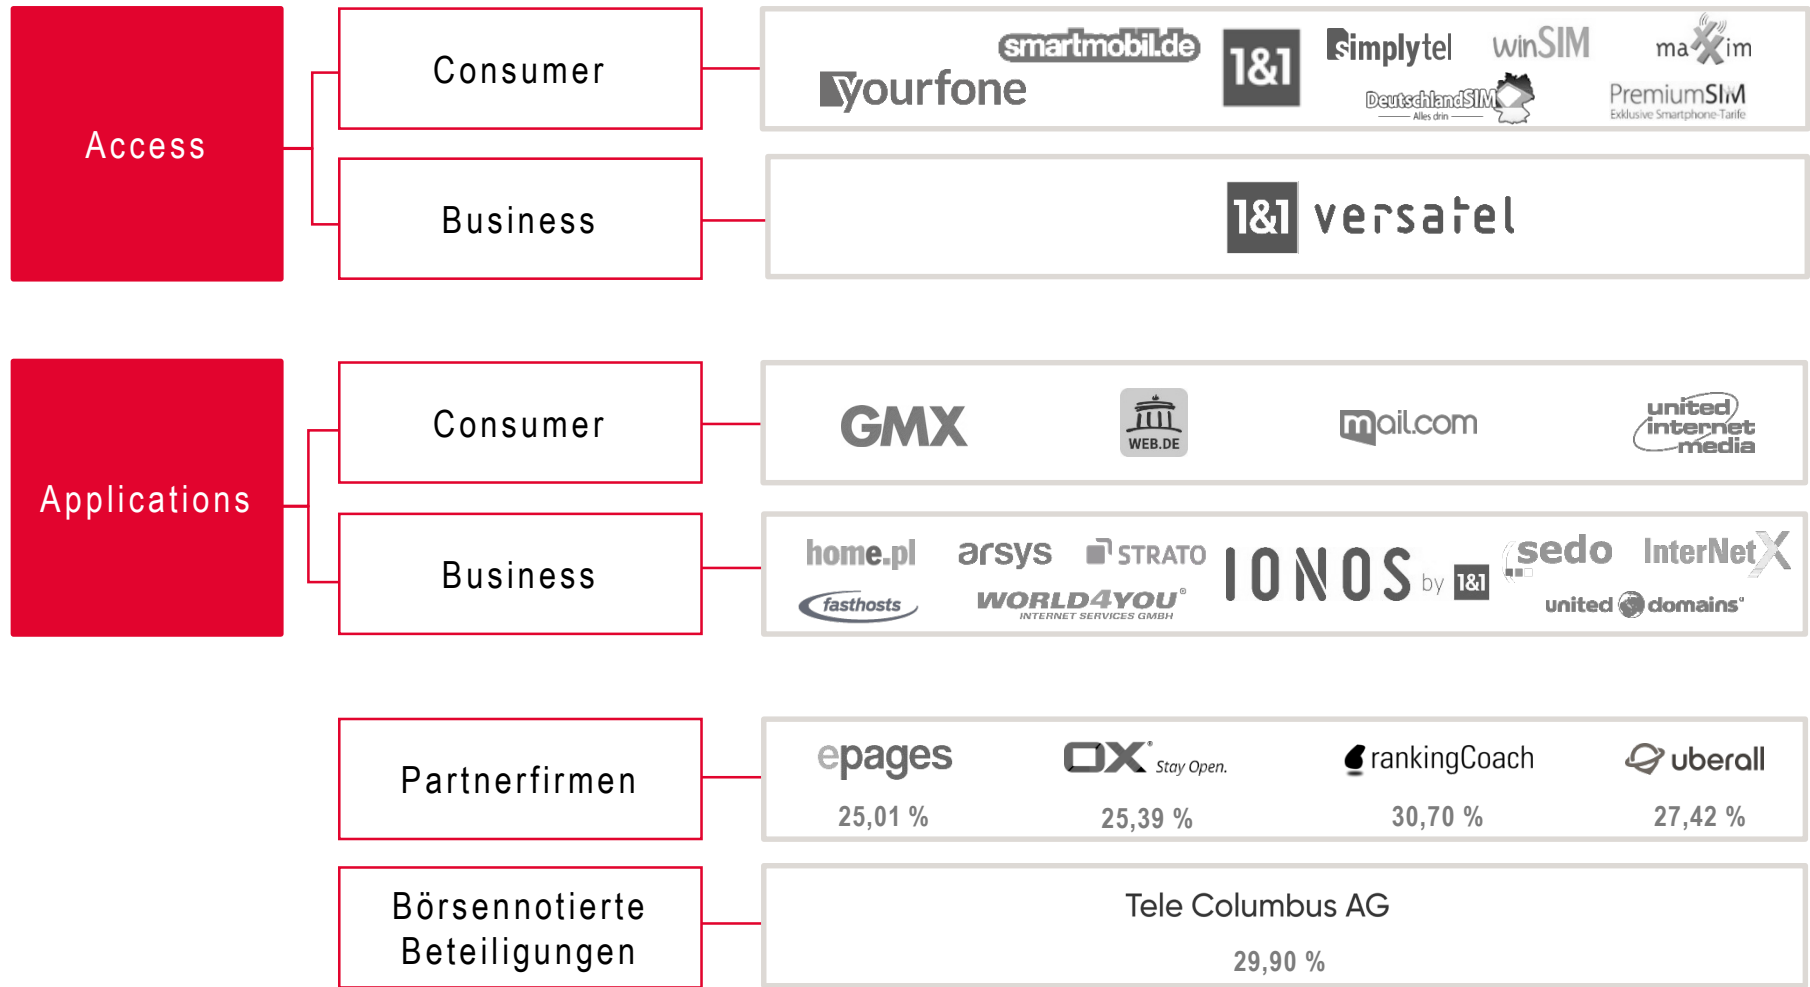 Access
Consumer
smartmobil.de
yourfone
1&1
simplytel
winSIM
maXXim
DeutschlandSIM
Alles drin
PremiumSIM
Exklusive Smartphone-Tarife
Business
1&1 versatel
Applications
Consumer
GMX
WEB.DE
mail.com
united
internet
media
Business
home.pl
arsys
STRATO
IONOS by 1&1
sedo
InterNetX
fasthosts
WORLD4YOU®
INTERNET SERVICES GMBH
united domains
Partnerfirmen
epages
OX® Stay Open.
rankingCoach
uberall
25,01 %
25,39 %
30,70 %
27,42 %
Börsennotierte
Beteiligungen
Tele Columbus AG
29,90 %